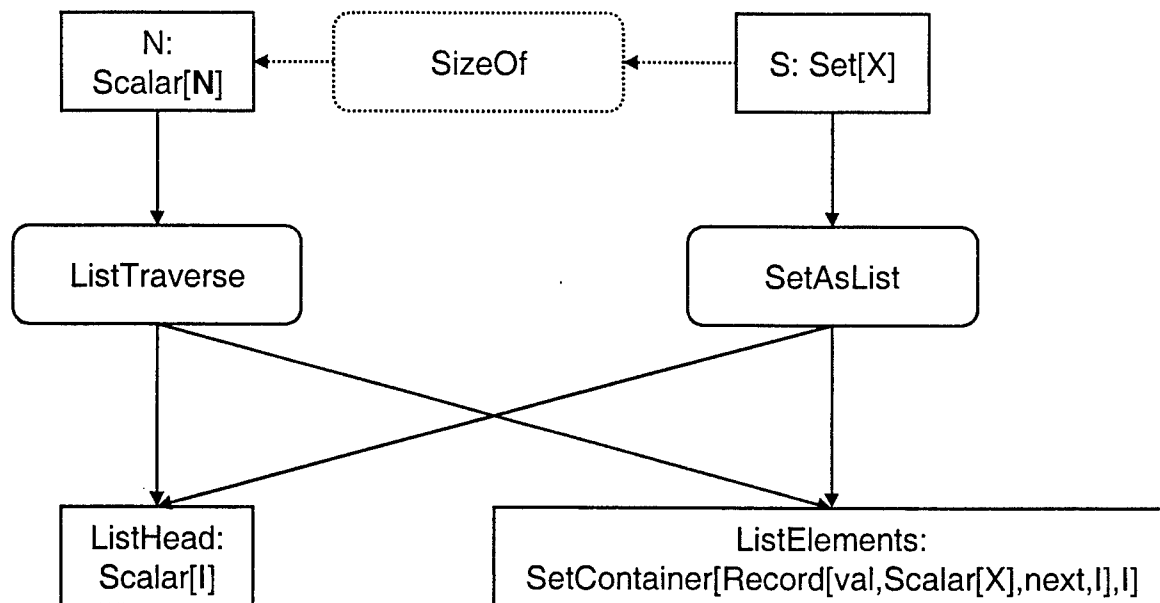 N:
Scalar[N]
SizeOf
S: Set[X]
ListTraverse
SetAsList
ListHead:
Scalar[I]
ListElements:
SetContainer[Record[val,Scalar[X],next,I],I]